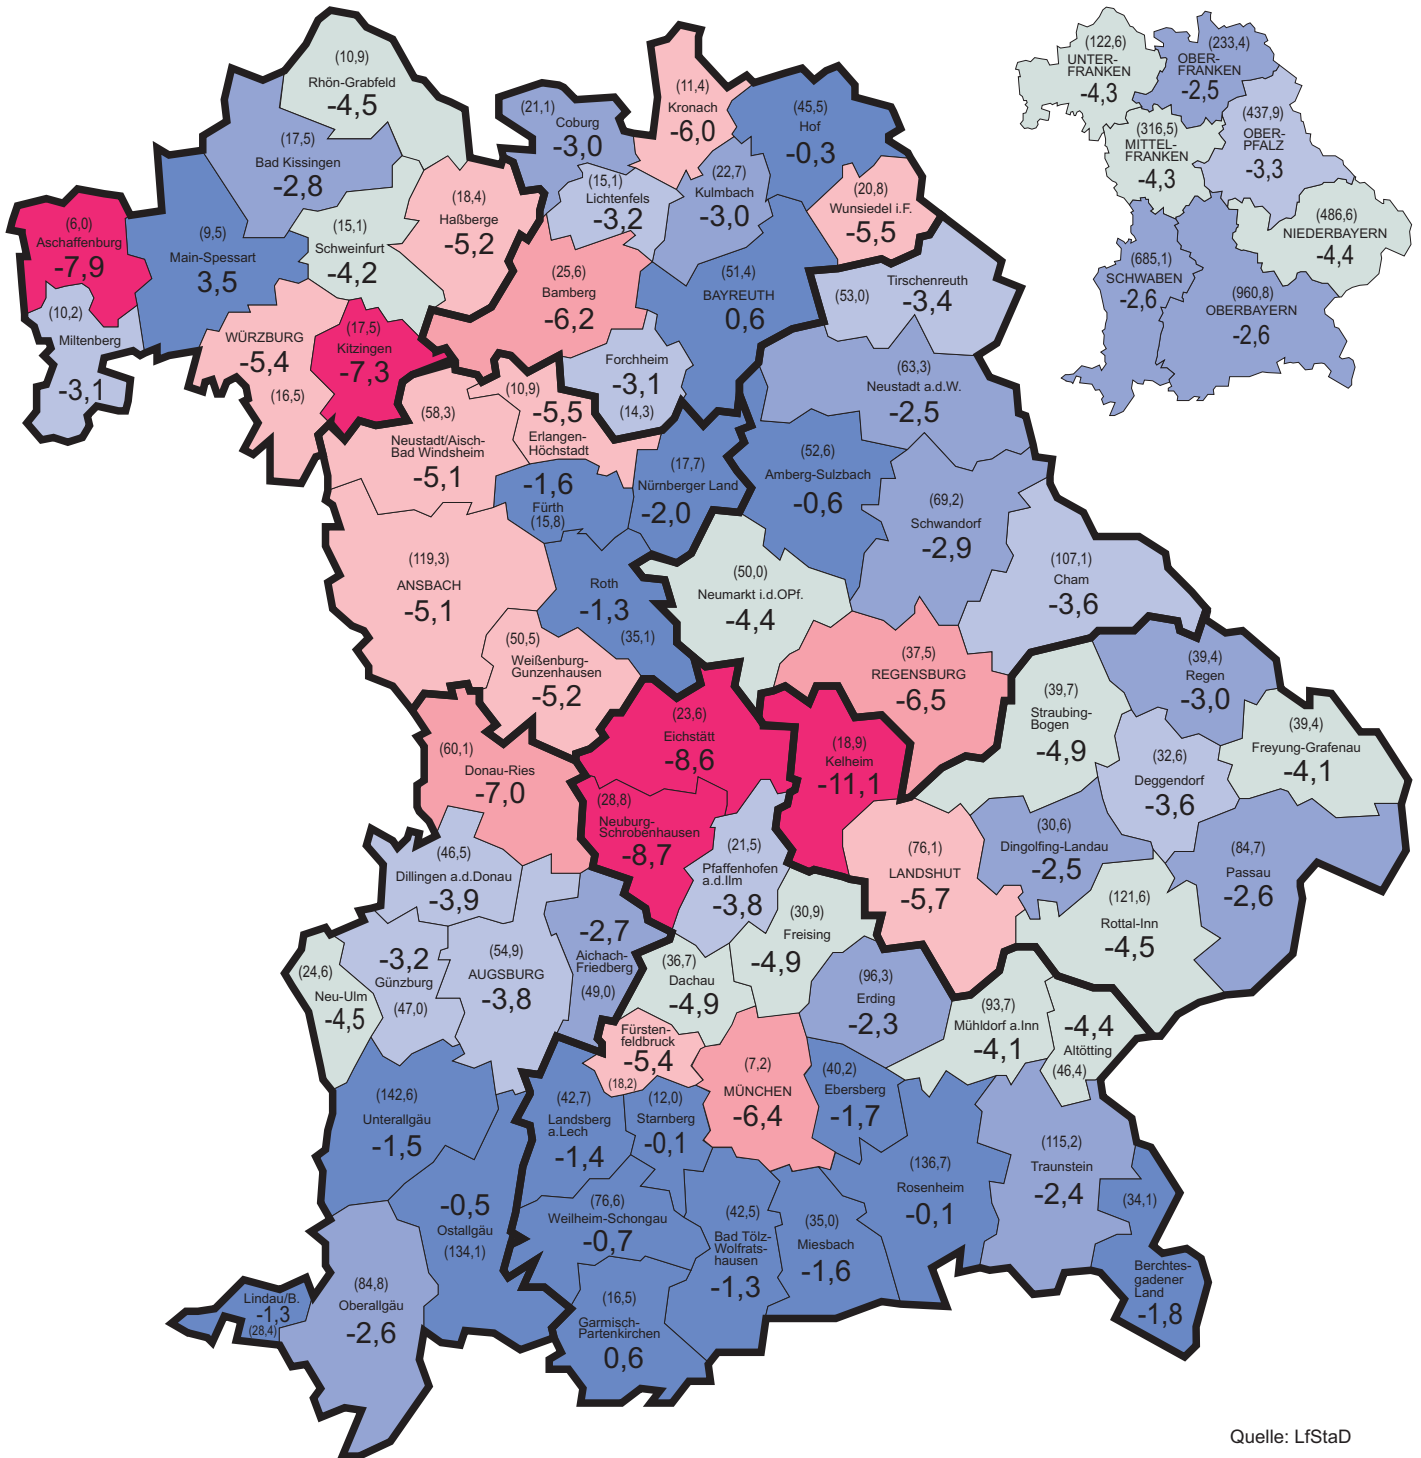 (10,9)
Rhön-Grabfeld
-4,5
(17,5)
Bad Kissingen
-2,8
(6,0)
Aschaffenburg
-7,9
(9,5)
Main-Spessart
3,5
(10,2)
Miltenberg
-3,1
(15,1)
Schweinfurt
-4,2
(18,4)
Haßberge
-5,2
WÜRZBURG
-5,4
(16,5)
(17,5)
Kitzingen
-7,3
(21,1)
Coburg
-3,0
(11,4)
Kronach
-6,0
(45,5)
Hof
-0,3
(15,1)
Lichtenfels
-3,2
(22,7)
Kulmbach
-3,0
(20,8)
Wunsiedel i.F.
-5,5
(25,6)
Bamberg
-6,2
(51,4)
BAYREUTH
0,6
Forchheim
-3,1
(14,3)
(53,0)
Tirschenreuth
-3,4
(63,3)
Neustadt a.d.W.
-2,5
(10,9)
-5,5
Erlangen-
Höchstadt
(58,3)
Neustadt/Aisch-
Bad Windsheim
-5,1
-1,6
Fürth
(15,8)
(17,7)
Nürnberger Land
-2,0
(52,6)
Amberg-Sulzbach
-0,6
(69,2)
Schwandorf
-2,9
(107,1)
Cham
-3,6
(119,3)
ANSBACH
-5,1
Roth
-1,3
(35,1)
(50,0)
Neumarkt i.d.OPf.
-4,4
(50,5)
Weißenburg-
Gunzenhausen
-5,2
(37,5)
REGENSBURG
-6,5
(39,4)
Regen
-3,0
(39,7)
Straubing-
Bogen
-4,9
(39,4)
Freyung-Grafenau
-4,1
(32,6)
Deggendorf
-3,6
(23,6)
Eichstätt
-8,6
(18,9)
Kelheim
-11,1
(60,1)
Donau-Ries
-7,0
(28,8)
Neuburg-
Schrobenhausen
-8,7
(21,5)
Pfaffenhofen
a.d.Ilm
-3,8
(76,1)
LANDSHUT
-5,7
(30,6)
Dingolfing-Landau
-2,5
(84,7)
Passau
-2,6
(121,6)
Rottal-Inn
-4,5
(46,5)
Dillingen a.d.Donau
-3,9
-3,2
Günzburg
(47,0)
(54,9)
AUGSBURG
-3,8
-2,7
Aichach-
Friedberg
(49,0)
(24,6)
Neu-Ulm
-4,5
(30,9)
Freising
-4,9
(36,7)
Dachau
-4,9
(96,3)
Erding
-2,3
(93,7)
Mühldorf a.Inn
-4,1
-4,4
Altötting
(46,4)
Fürsten-
feldbruck
-5,4
(18,2)
(7,2)
MÜNCHEN
-6,4
(40,2)
Ebersberg
-1,7
(142,6)
Unterallgäu
-1,5
(42,7)
Landsberg
a.Lech
-1,4
(12,0)
Starnberg
-0,1
(115,2)
Traunstein
-2,4
(136,7)
Rosenheim
-0,1
(34,1)
Berchtes-
gadener
Land
-1,8
-0,5
Ostallgäu
(134,1)
(76,6)
Weilheim-Schongau
-0,7
(42,5)
Bad Tölz-
Wolfrats-
hausen
-1,3
(35,0)
Miesbach
-1,6
(84,8)
Oberallgäu
-2,6
Lindau/B.
-1,3
(28,4)
(16,5)
Garmisch-
Partenkirchen
0,6
(122,6)
UNTER-
FRANKEN
-4,3
(233,4)
OBER-
FRANKEN
-2,5
(316,5)
MITTEL-
FRANKEN
-4,3
(437,9)
OBER-
PFALZ
-3,3
(486,6)
NIEDERBAYERN
-4,4
(685,1)
SCHWABEN
-2,6
(960,8)
OBERBAYERN
-2,6
Quelle: LfStaD